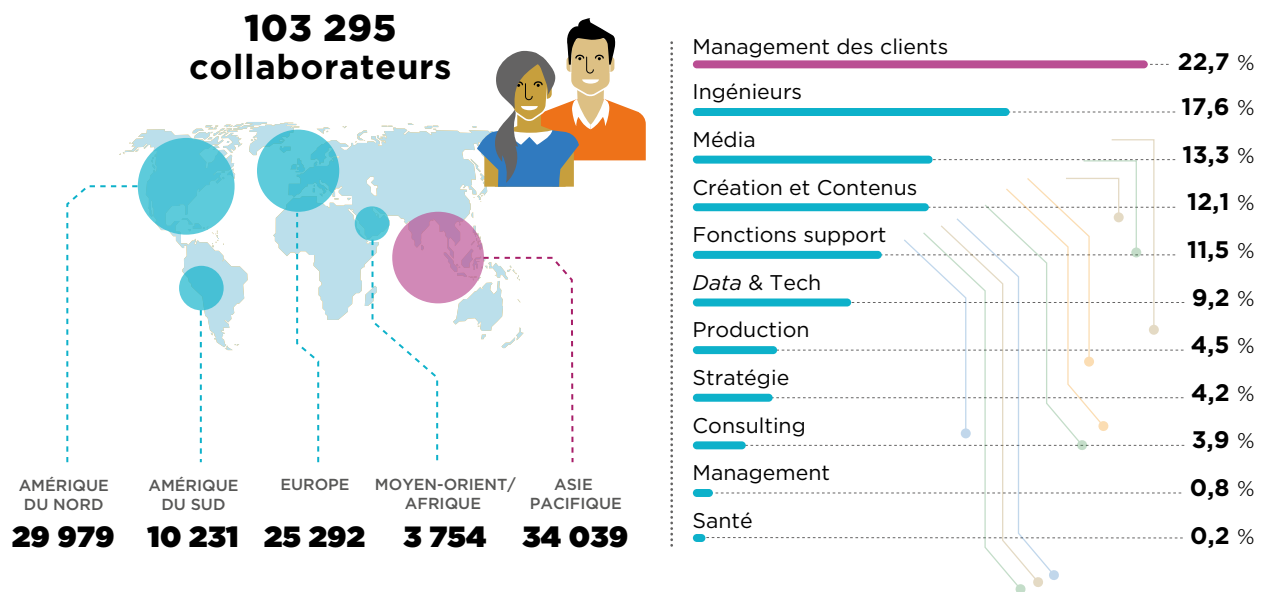 103 295
collaborateurs
AMÉRIQUE
DU NORD
29 979
AMÉRIQUE
DU SUD
10 231
EUROPE
25 292
MOYEN-ORIENT/
AFRIQUE
3 754
ASIE
PACIFIQUE
34 039
Management des clients
22,7 %
Ingénieurs
17,6 %
Média
13,3 %
Création et Contenus
12,1 %
Fonctions support
11,5 %
Data & Tech
9,2 %
Production
4,5 %
Stratégie
4,2 %
Consulting
3,9 %
Management
0,8 %
Santé
0,2 %